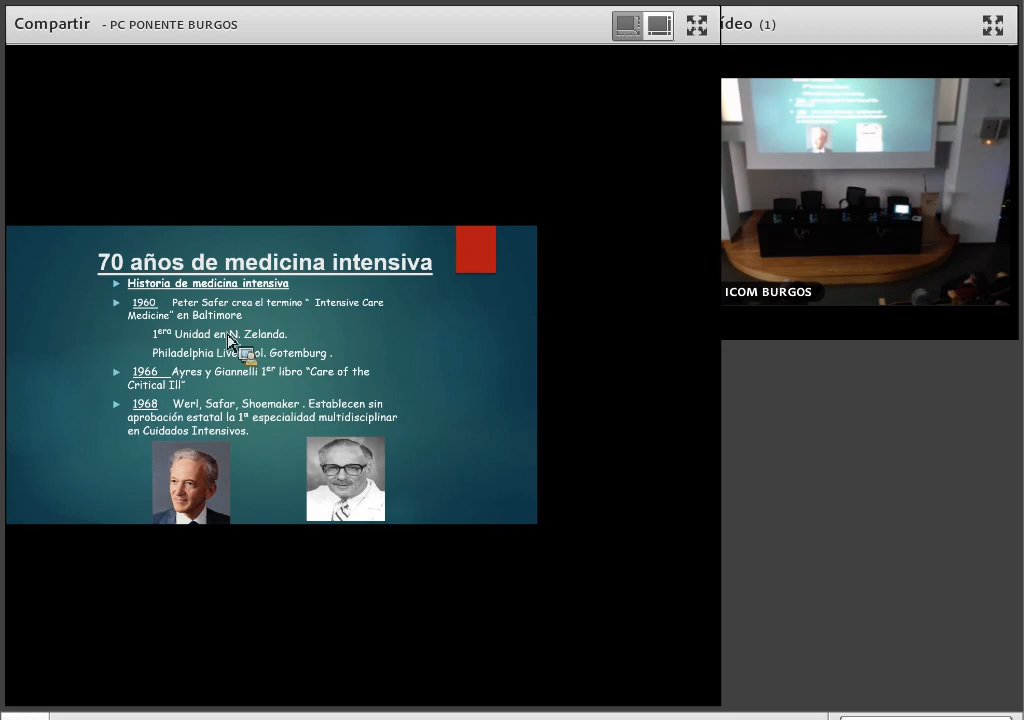 Compartir - PC PONENTE BURGOS
ídeo (1)
70 años de medicina intensiva
Historia de medicina intensiva
1960 Peter Safer crea el termino " Intensive Care
Medicine" en Baltimore
1era Unidad en N. Zelanda.
Philadelphia Gotemburg .
1966 Ayres y Giannelli 1er libro "Care of the
Critical Ill"
1968 Werl, Safar, Shoemaker . Establecen sin
aprobación estatal la 1ª especialidad multidisciplinar
en Cuidados Intensivos.
ICOM BURGOS